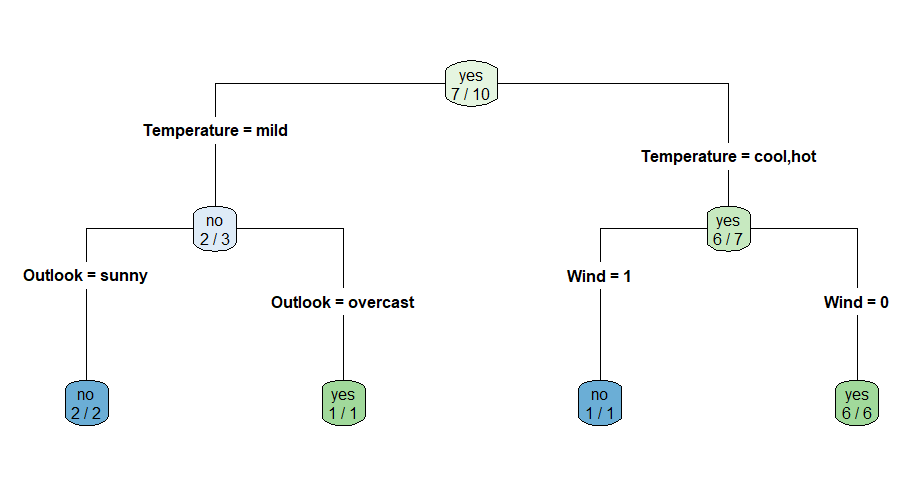 yes
7 / 10
Temperature = mild
Temperature = cool,hot
no
2 / 3
yes
6 / 7
Outlook = sunny
Wind = 1
Outlook = overcast
Wind = 0
no
2 / 2
yes
1 / 1
no
1 / 1
yes
6 / 6